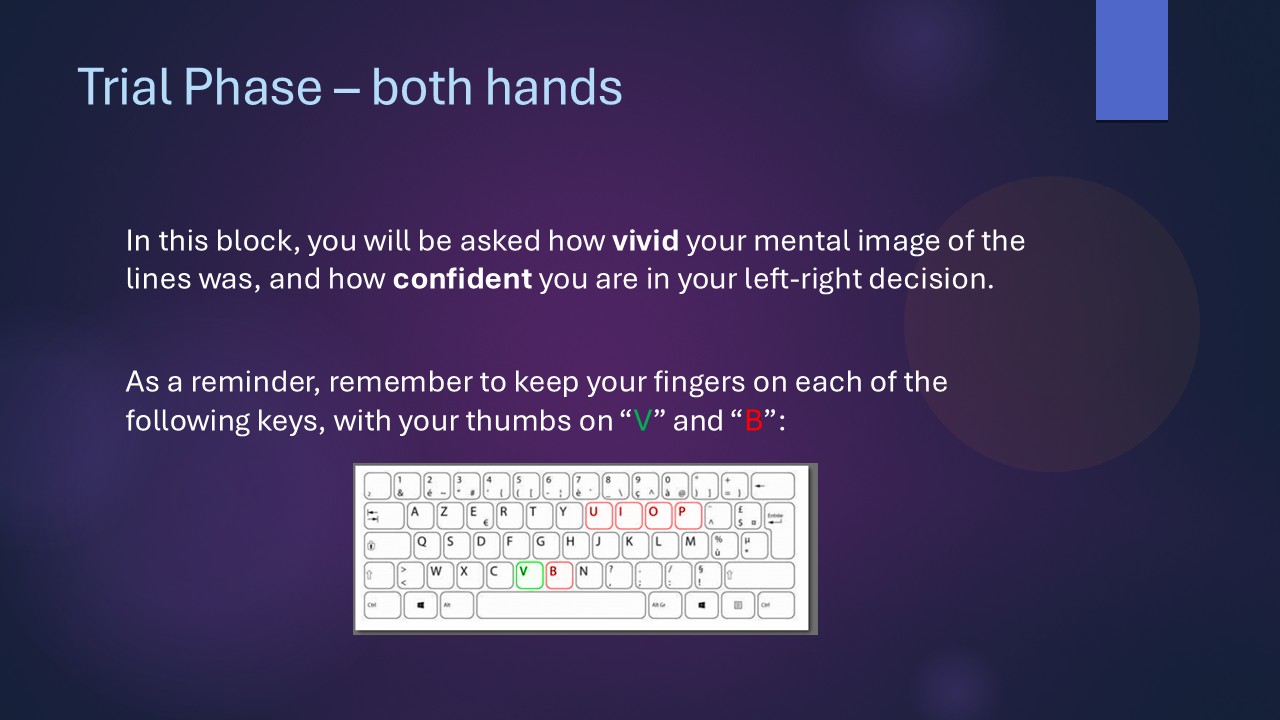 Trial Phase – both hands
In this block, you will be asked how vivid your mental image of the
lines was, and how confident you are in your left-right decision.
As a reminder, remember to keep your fingers on each of the
following keys, with your thumbs on “V” and “B”:
1 2 3 4 5 6 7 8 9 0 ° +
& é ~ " # ' { ( [ - ¦ è ` _ \ ç ^ à @ ) ] = }
A Z E € R T Y U I O P ¨ ^ £ $ ¤ Entrée
Q S D F G H J K L M % ù µ *
> < W X C V B N ? , . ; / : § !
Ctrl Alt Alt Gr Ctrl